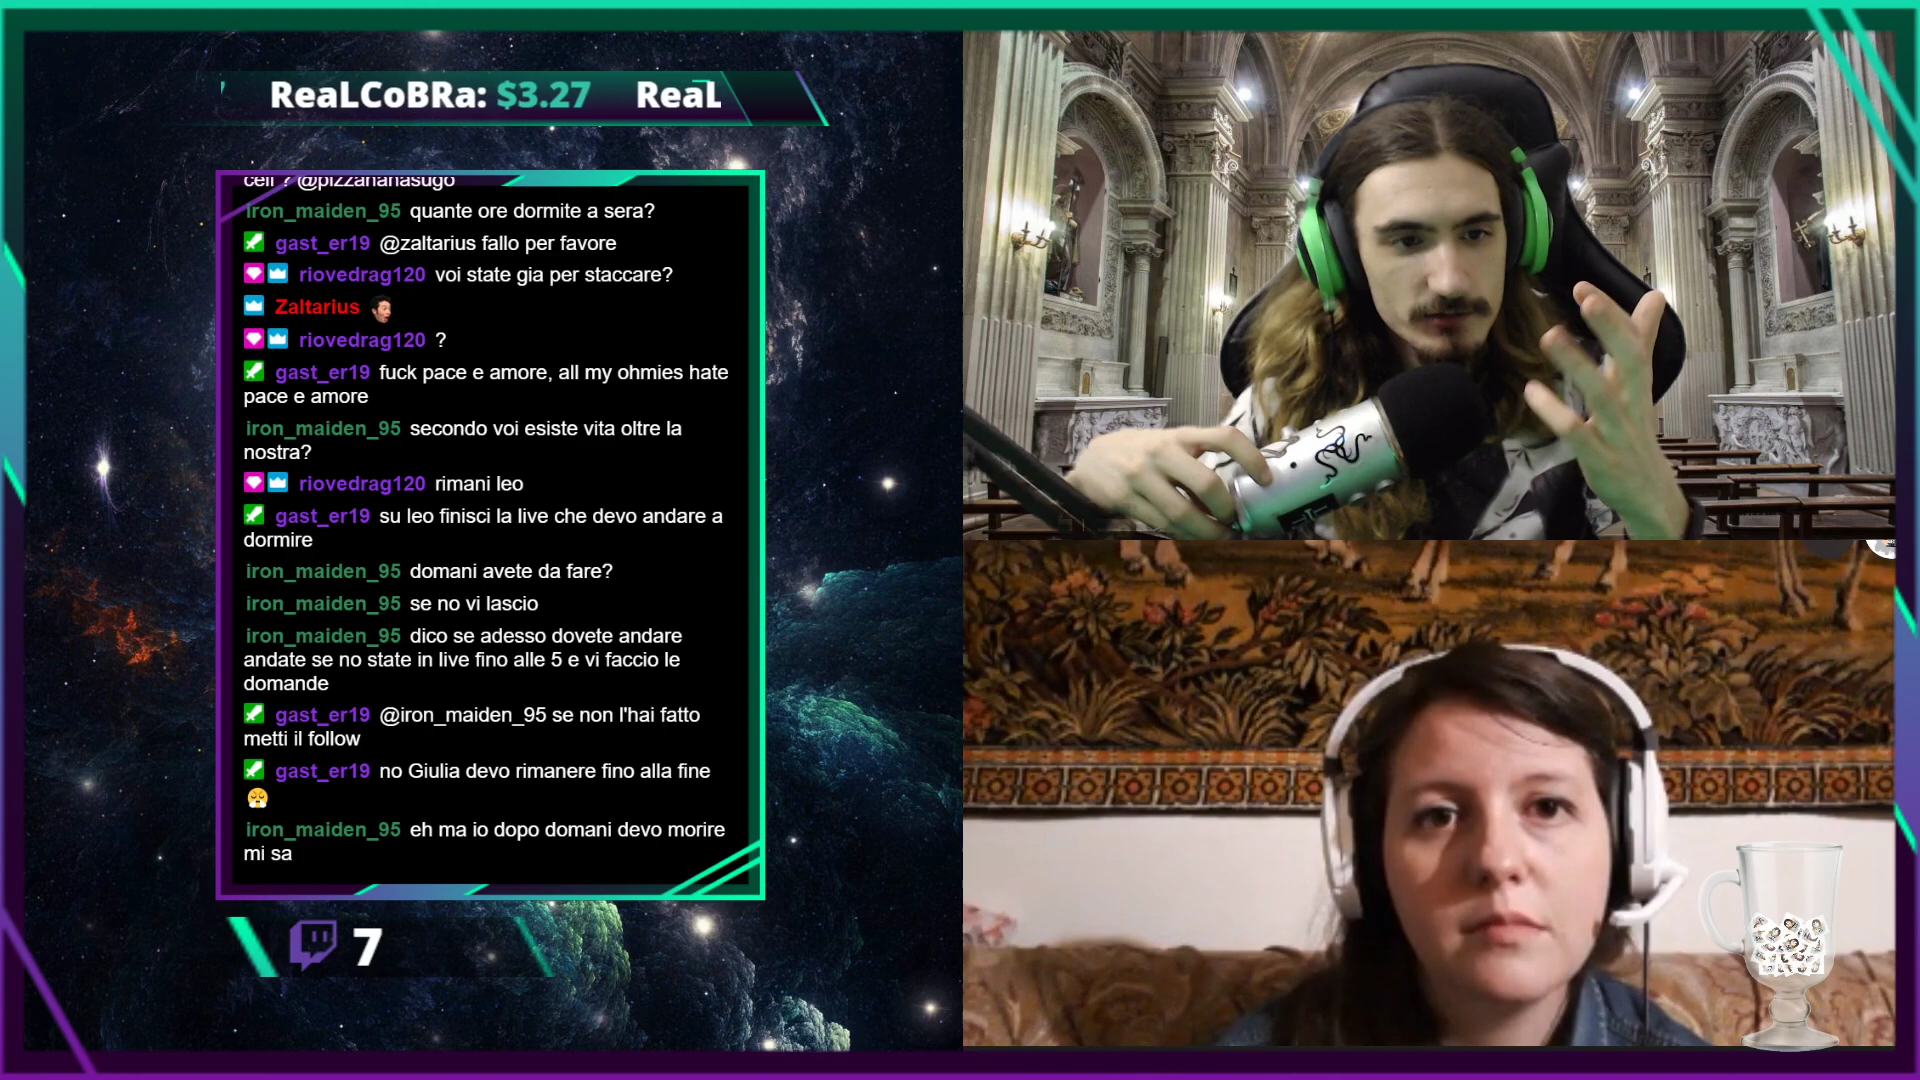 ReaLCoBRa: $3.27 ReaL
cell ? @pizzananasugo
iron_maiden_95 quante ore dormite a sera?
gast_er19 @zaltarius fallo per favore
riovedrag120 voi state gia per staccare?
Zaltarius
riovedrag120 ?
gast_er19 fuck pace e amore, all my ohmies hate
pace e amore
iron_maiden_95 secondo voi esiste vita oltre la
nostra?
riovedrag120 rimani leo
gast_er19 su leo finisci la live che devo andare a
dormire
iron_maiden_95 domani avete da fare?
iron_maiden_95 se no vi lascio
iron_maiden_95 dico se adesso dovete andare
andate se no state in live fino alle 5 e vi faccio le
domande
gast_er19 @iron_maiden_95 se non l'hai fatto
metti il follow
gast_er19 no Giulia devo rimanere fino alla fine
iron_maiden_95 eh ma io dopo domani devo morire
mi sa
7